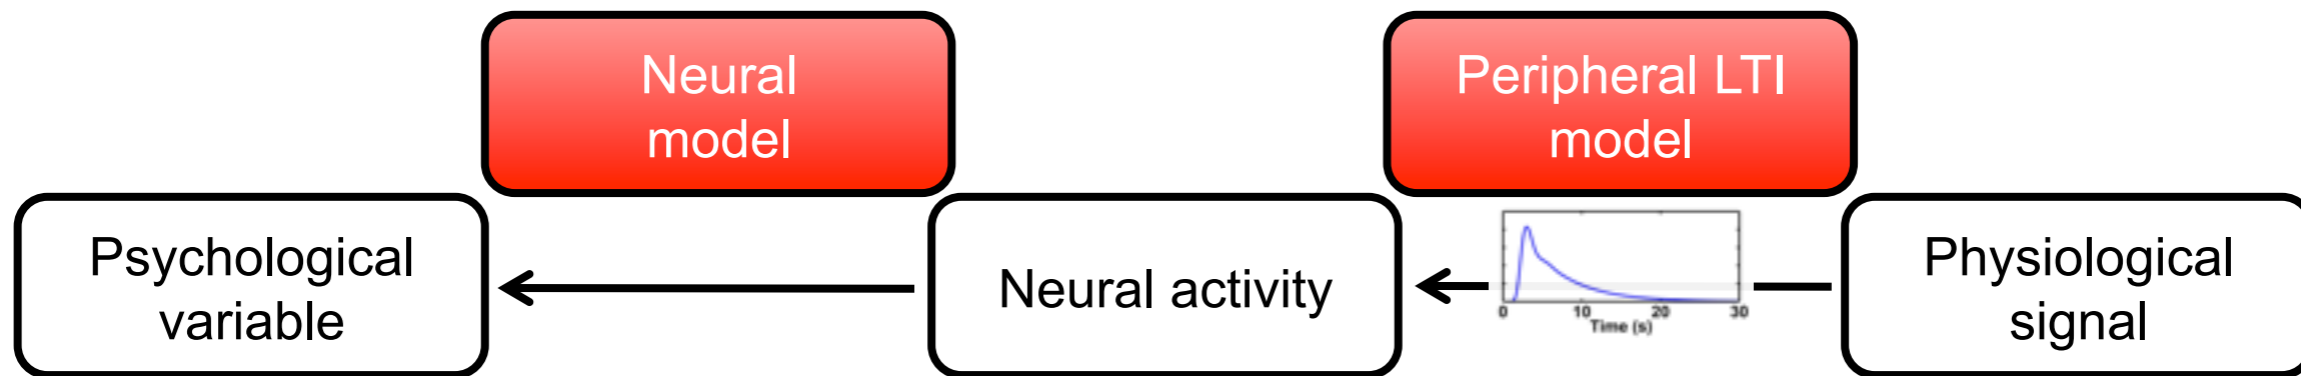 Neural
model
Peripheral LTI
model
Psychological
variable
Neural activity
0 10 20 30
Time (s)
Physiological
signal